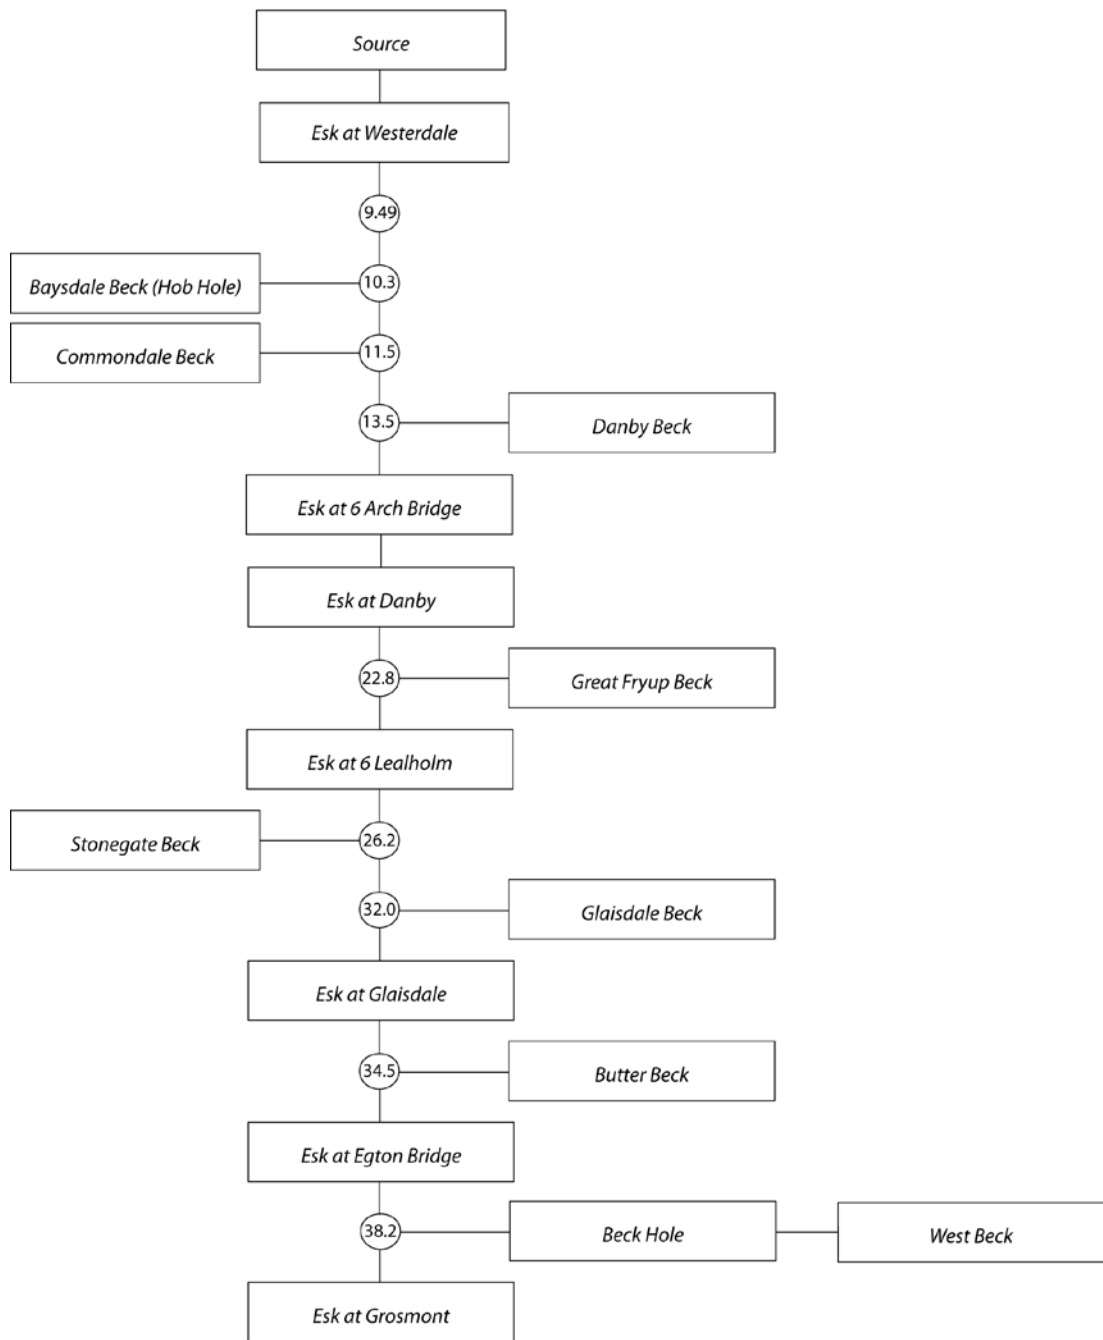 Source
Esk at Westerdale
9.49
Baysdale Beck (Hob Hole)
10.3
Commondale Beck
11.5
13.5
Danby Beck
Esk at 6 Arch Bridge
Esk at Danby
22.8
Great Fryup Beck
Esk at 6 Lealholm
Stonegate Beck
26.2
32.0
Glaisdale Beck
Esk at Glaisdale
34.5
Butter Beck
Esk at Egton Bridge
38.2
Beck Hole
West Beck
Esk at Grosmont